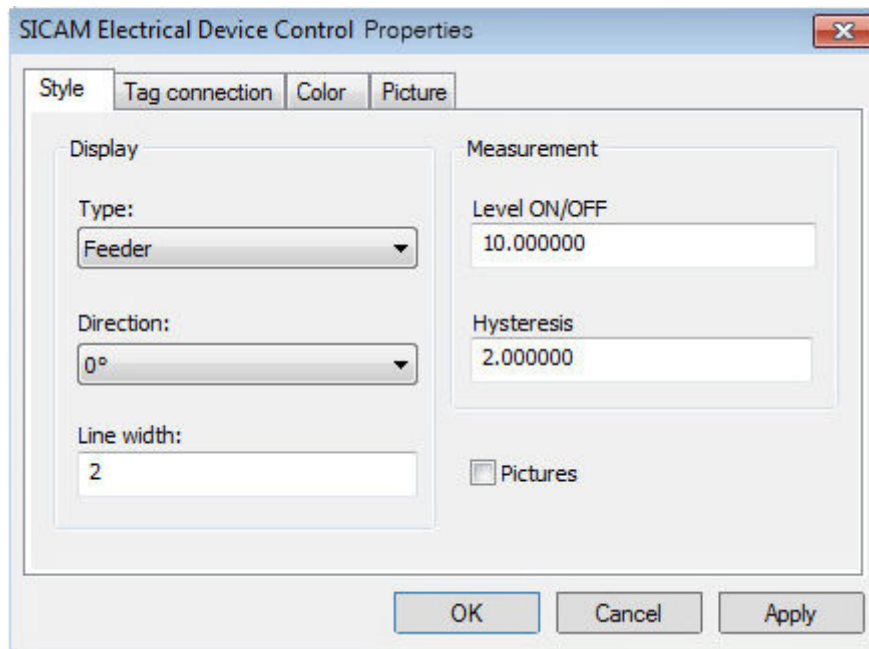 SICAM Electrical Device Control Properties
Style
Tag connection
Color
Picture
Display
Type:
Feeder
Direction:
0°
Line width:
2
Measurement
Level ON/OFF
10.000000
Hysteresis
2.000000
Pictures
OK
Cancel
Apply